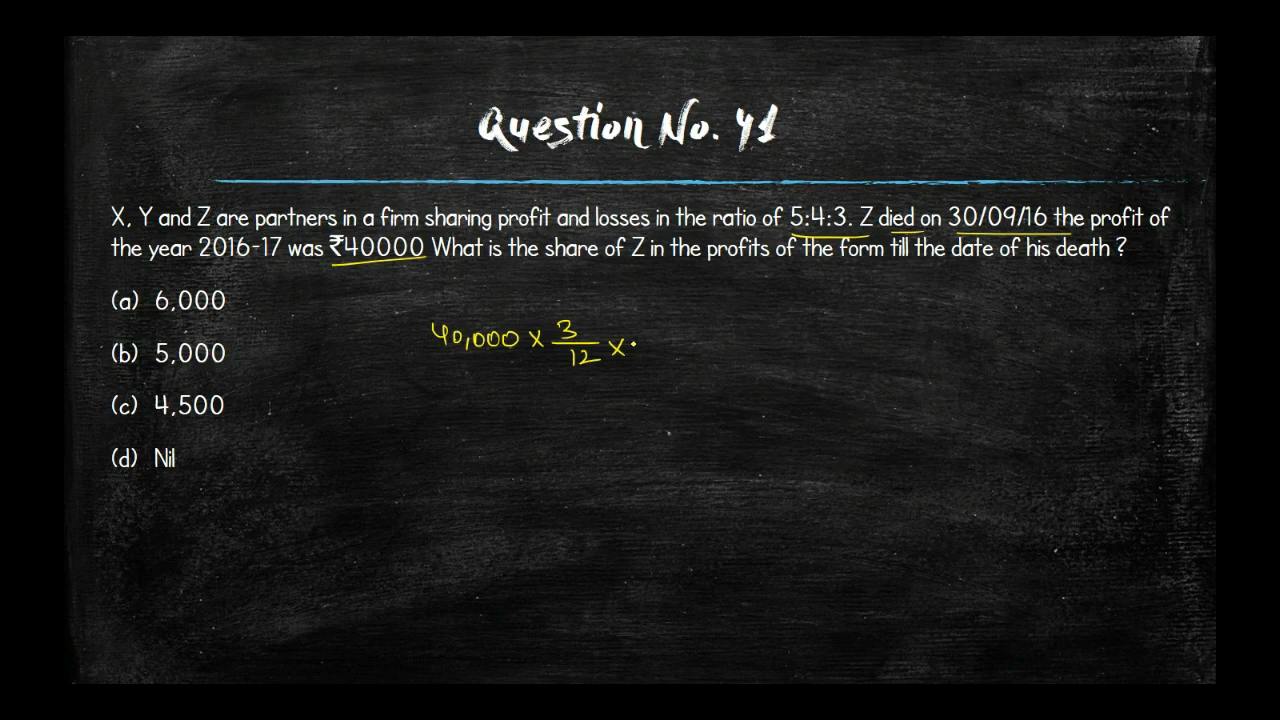 Question No. 41
X, Y and Z are partners in a firm sharing profit and losses in the ratio of 5:4:3. Z died on 30/09/16 the profit of
the year 2016-17 was ₹40000 What is the share of Z in the profits of the form till the date of his death ?
(a) 6,000
40,000 x 3/12 x
(b) 5,000
(c) 4,500
(d) Nil